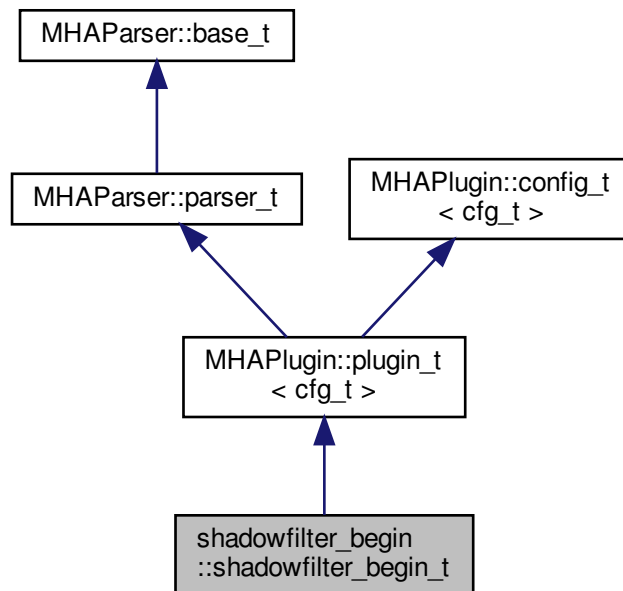 MHAParser::base_t
MHAParser::parser_t
MHAPlugin::config_t
< cfg_t >
MHAPlugin::plugin_t
< cfg_t >
shadowfilter_begin
::shadowfilter_begin_t